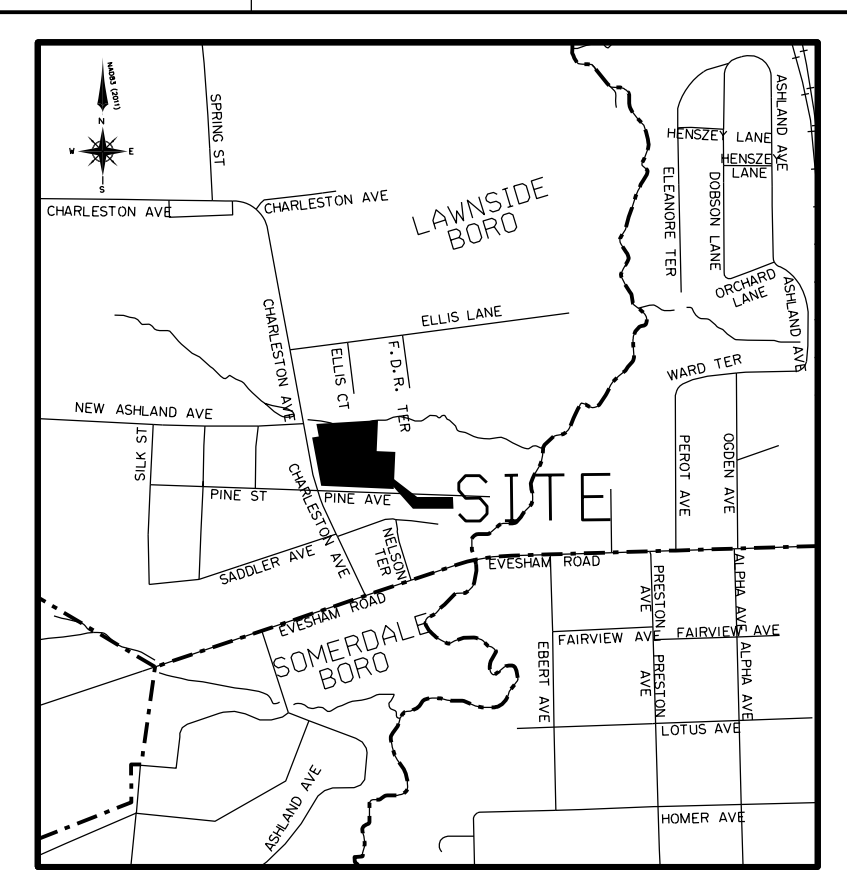 NAD83 (2011)
N
W E
S
SPRING ST
CHARLESTON AVE
CHARLESTON AVE
LAWNSIDE
BORO
HENSZEY LANE
HENSZEY
LANE
ASHLAND AVE
ELEANORE TER
DOBSON LANE
ORCHARD
LANE
ASHLAND AVE
CHARLESTON AVE
ELLIS LANE
ELLIS CT
F.D.R. TER
WARD TER
NEW ASHLAND AVE
SILK ST
PEROT AVE
OGDEN AVE
SITE
PINE ST
PINE AVE
CHARLESTON AVE
SADDLER AVE
NELSON
TER
EVESHAM ROAD
EVESHAM ROAD
SOMERDALE
BORO
EBERT AVE
PRESTON
AVE
ALPHA AVE
FAIRVIEW AVE
FAIRVIEW AVE
PRESTON
AVE
ALPHA AVE
LOTUS AVE
ASHLAND AVE
HOMER AVE